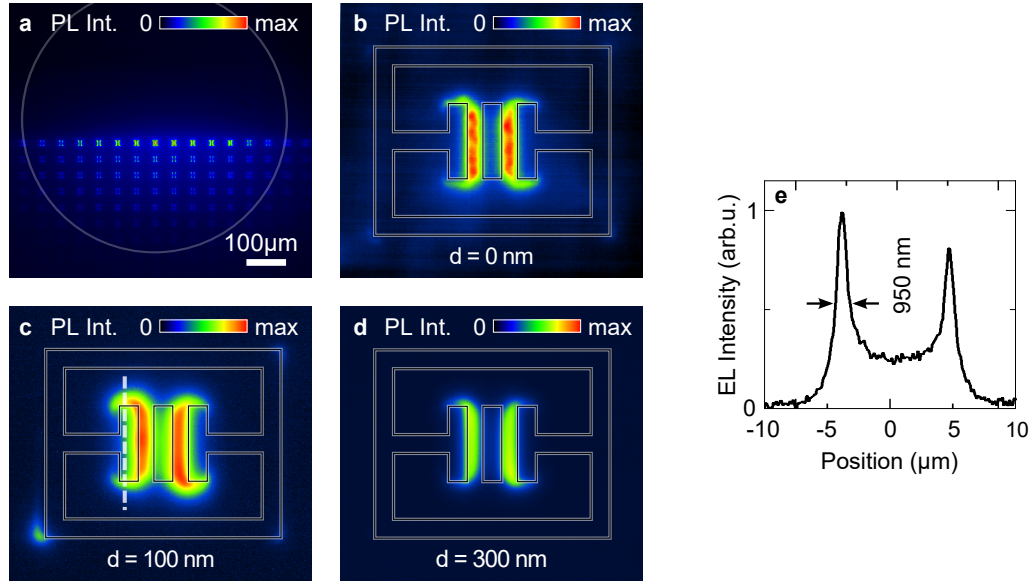 a PL Int. 0 max
100µm
b PL Int. 0 max
d = 0 nm
c PL Int. 0 max
d = 100 nm
d PL Int. 0 max
d = 300 nm
e
EL Intensity (arb.u.)
1
0
950 nm
-10 -5 0 5 10
Position (µm)